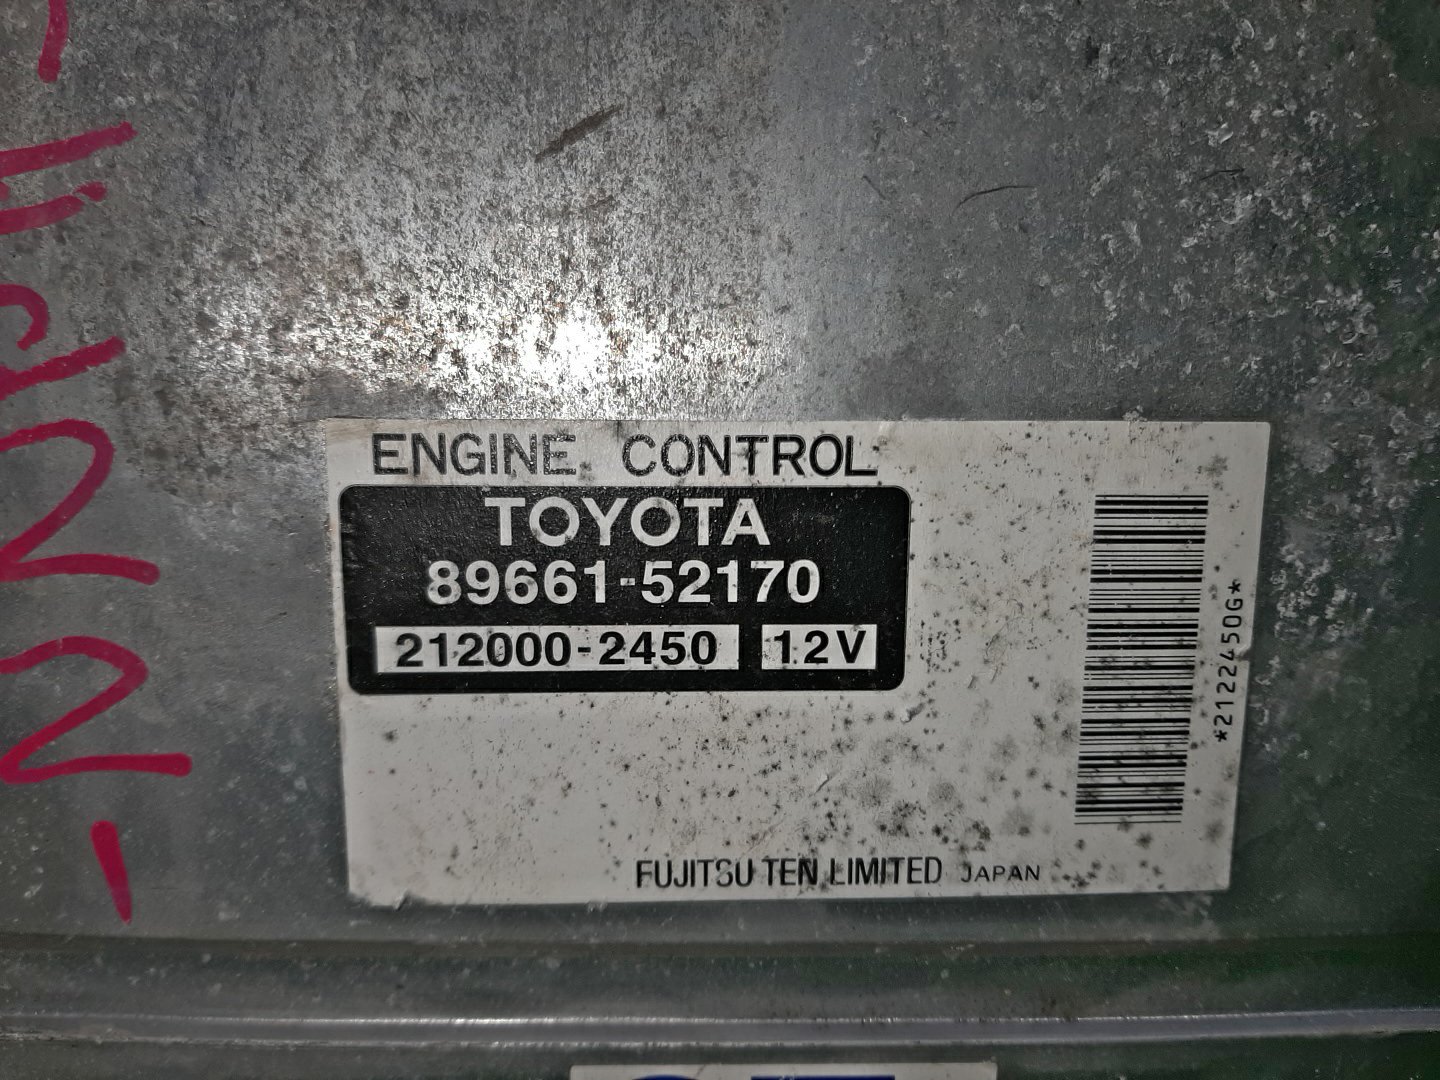 ENGINE CONTROL
TOYOTA
89661-52170
212000-2450 12V
*2122450G*
FUJITSU TEN LIMITED JAPAN